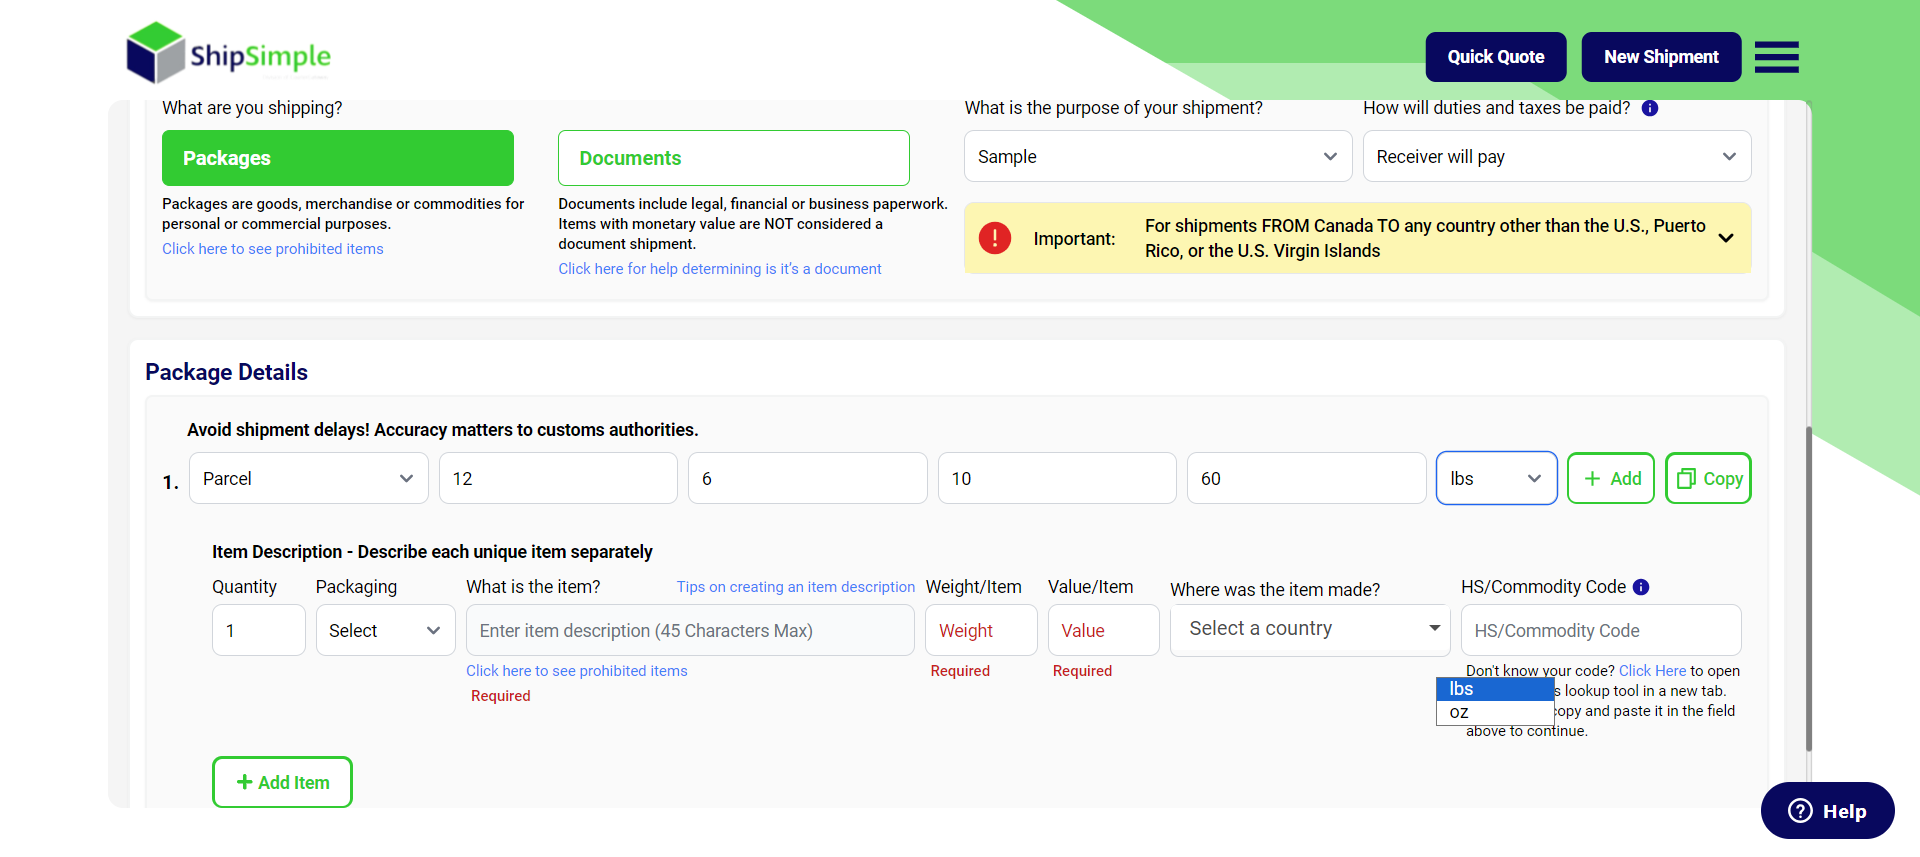 ShipSimple
Quick Quote
New Shipment
What are you shipping?
What is the purpose of your shipment?
How will duties and taxes be paid?
Packages
Documents
Sample
Receiver will pay
Packages are goods, merchandise or commodities for
personal or commercial purposes.
Click here to see prohibited items
Documents include legal, financial or business paperwork.
Items with monetary value are NOT considered a
document shipment.
Click here for help determining is it's a document
Important:
For shipments FROM Canada TO any country other than the U.S., Puerto
Rico, or the U.S. Virgin Islands
Package Details
Avoid shipment delays! Accuracy matters to customs authorities.
1.
Parcel
12
6
10
60
lbs
Add
Copy
Item Description - Describe each unique item separately
Quantity
Packaging
What is the item?
Tips on creating an item description
Weight/Item
Value/Item
Where was the item made?
HS/Commodity Code
1
Select
Enter item description (45 Characters Max)
Weight
Value
Select a country
HS/Commodity Code
Click here to see prohibited items
Required
Required
Required
Don't know your code? Click Here to open
s lookup tool in a new tab.
copy and paste it in the field
above to continue.
lbs
oz
Add Item
Help